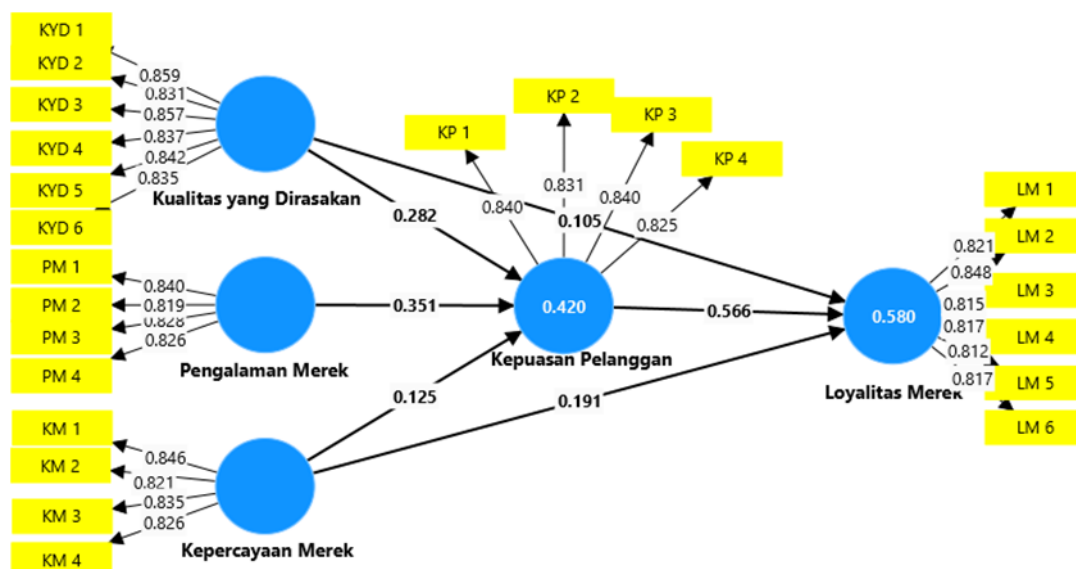 KYD 1
KYD 2
KYD 3
KYD 4
KYD 5
KYD 6
0.859
0.831
0.857
0.837
0.842
0.835
Kualitas yang Dirasakan
PM 1
PM 2
PM 3
PM 4
0.840
0.819
0.828
0.826
Pengalaman Merek
KM 1
KM 2
KM 3
KM 4
0.846
0.821
0.835
0.826
Kepercayaan Merek
0.282
0.351
0.125
0.105
0.566
0.191
KP 1
KP 2
KP 3
KP 4
0.840
0.831
0.840
0.825
0.420
Kepuasan Pelanggan
0.580
Loyalitas Merek
0.821
0.848
0.815
0.817
0.812
0.817
LM 1
LM 2
LM 3
LM 4
LM 5
LM 6